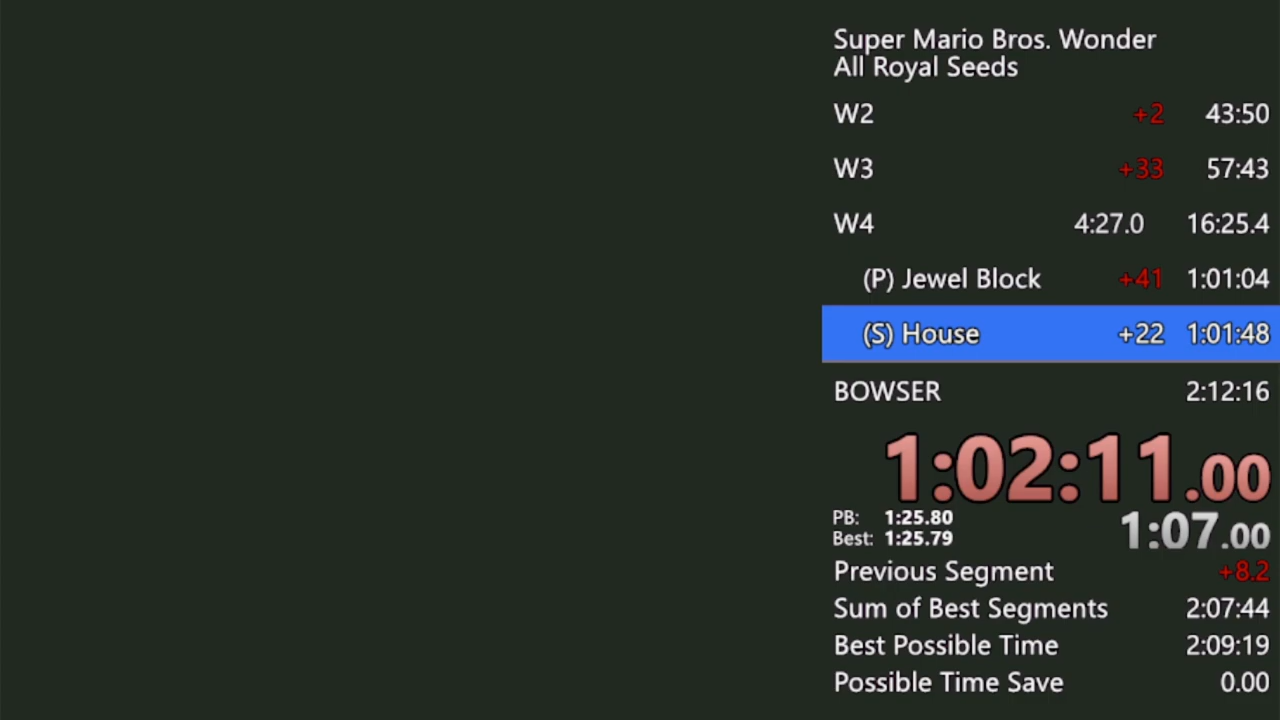 Super Mario Bros. Wonder
All Royal Seeds
W2 +2 43:50
W3 +33 57:43
W4 4:27.0 16:25.4
(P) Jewel Block +41 1:01:04
(S) House +22 1:01:48
BOWSER 2:12:16
1:02:11.00
PB: 1:25.80
Best: 1:25.79
1:07.00
Previous Segment +8.2
Sum of Best Segments 2:07:44
Best Possible Time 2:09:19
Possible Time Save 0.00